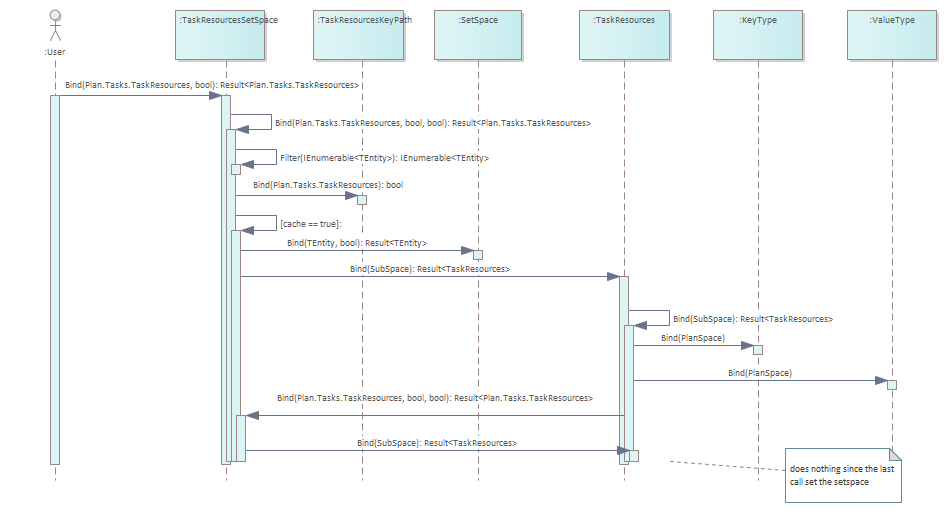 :User
:TaskResourcesSetSpace
:TaskResourcesKeyPath
:SetSpace
:TaskResources
:KeyType
:ValueType
Bind(Plan.Tasks.TaskResources, bool): Result<Plan.Tasks.TaskResources>
Bind(Plan.Tasks.TaskResources, bool, bool): Result<Plan.Tasks.TaskResources>
Filter(IEnumerable<TEntity>): IEnumerable<TEntity>
Bind(Plan.Tasks.TaskResources): bool
[cache == true]:
Bind(TEntity, bool): Result<TEntity>
Bind(SubSpace): Result<TaskResources>
Bind(SubSpace): Result<TaskResources>
Bind(PlanSpace)
Bind(PlanSpace)
Bind(Plan.Tasks.TaskResources, bool, bool): Result<Plan.Tasks.TaskResources>
Bind(SubSpace): Result<TaskResources>
does nothing since the last
call set the setspace